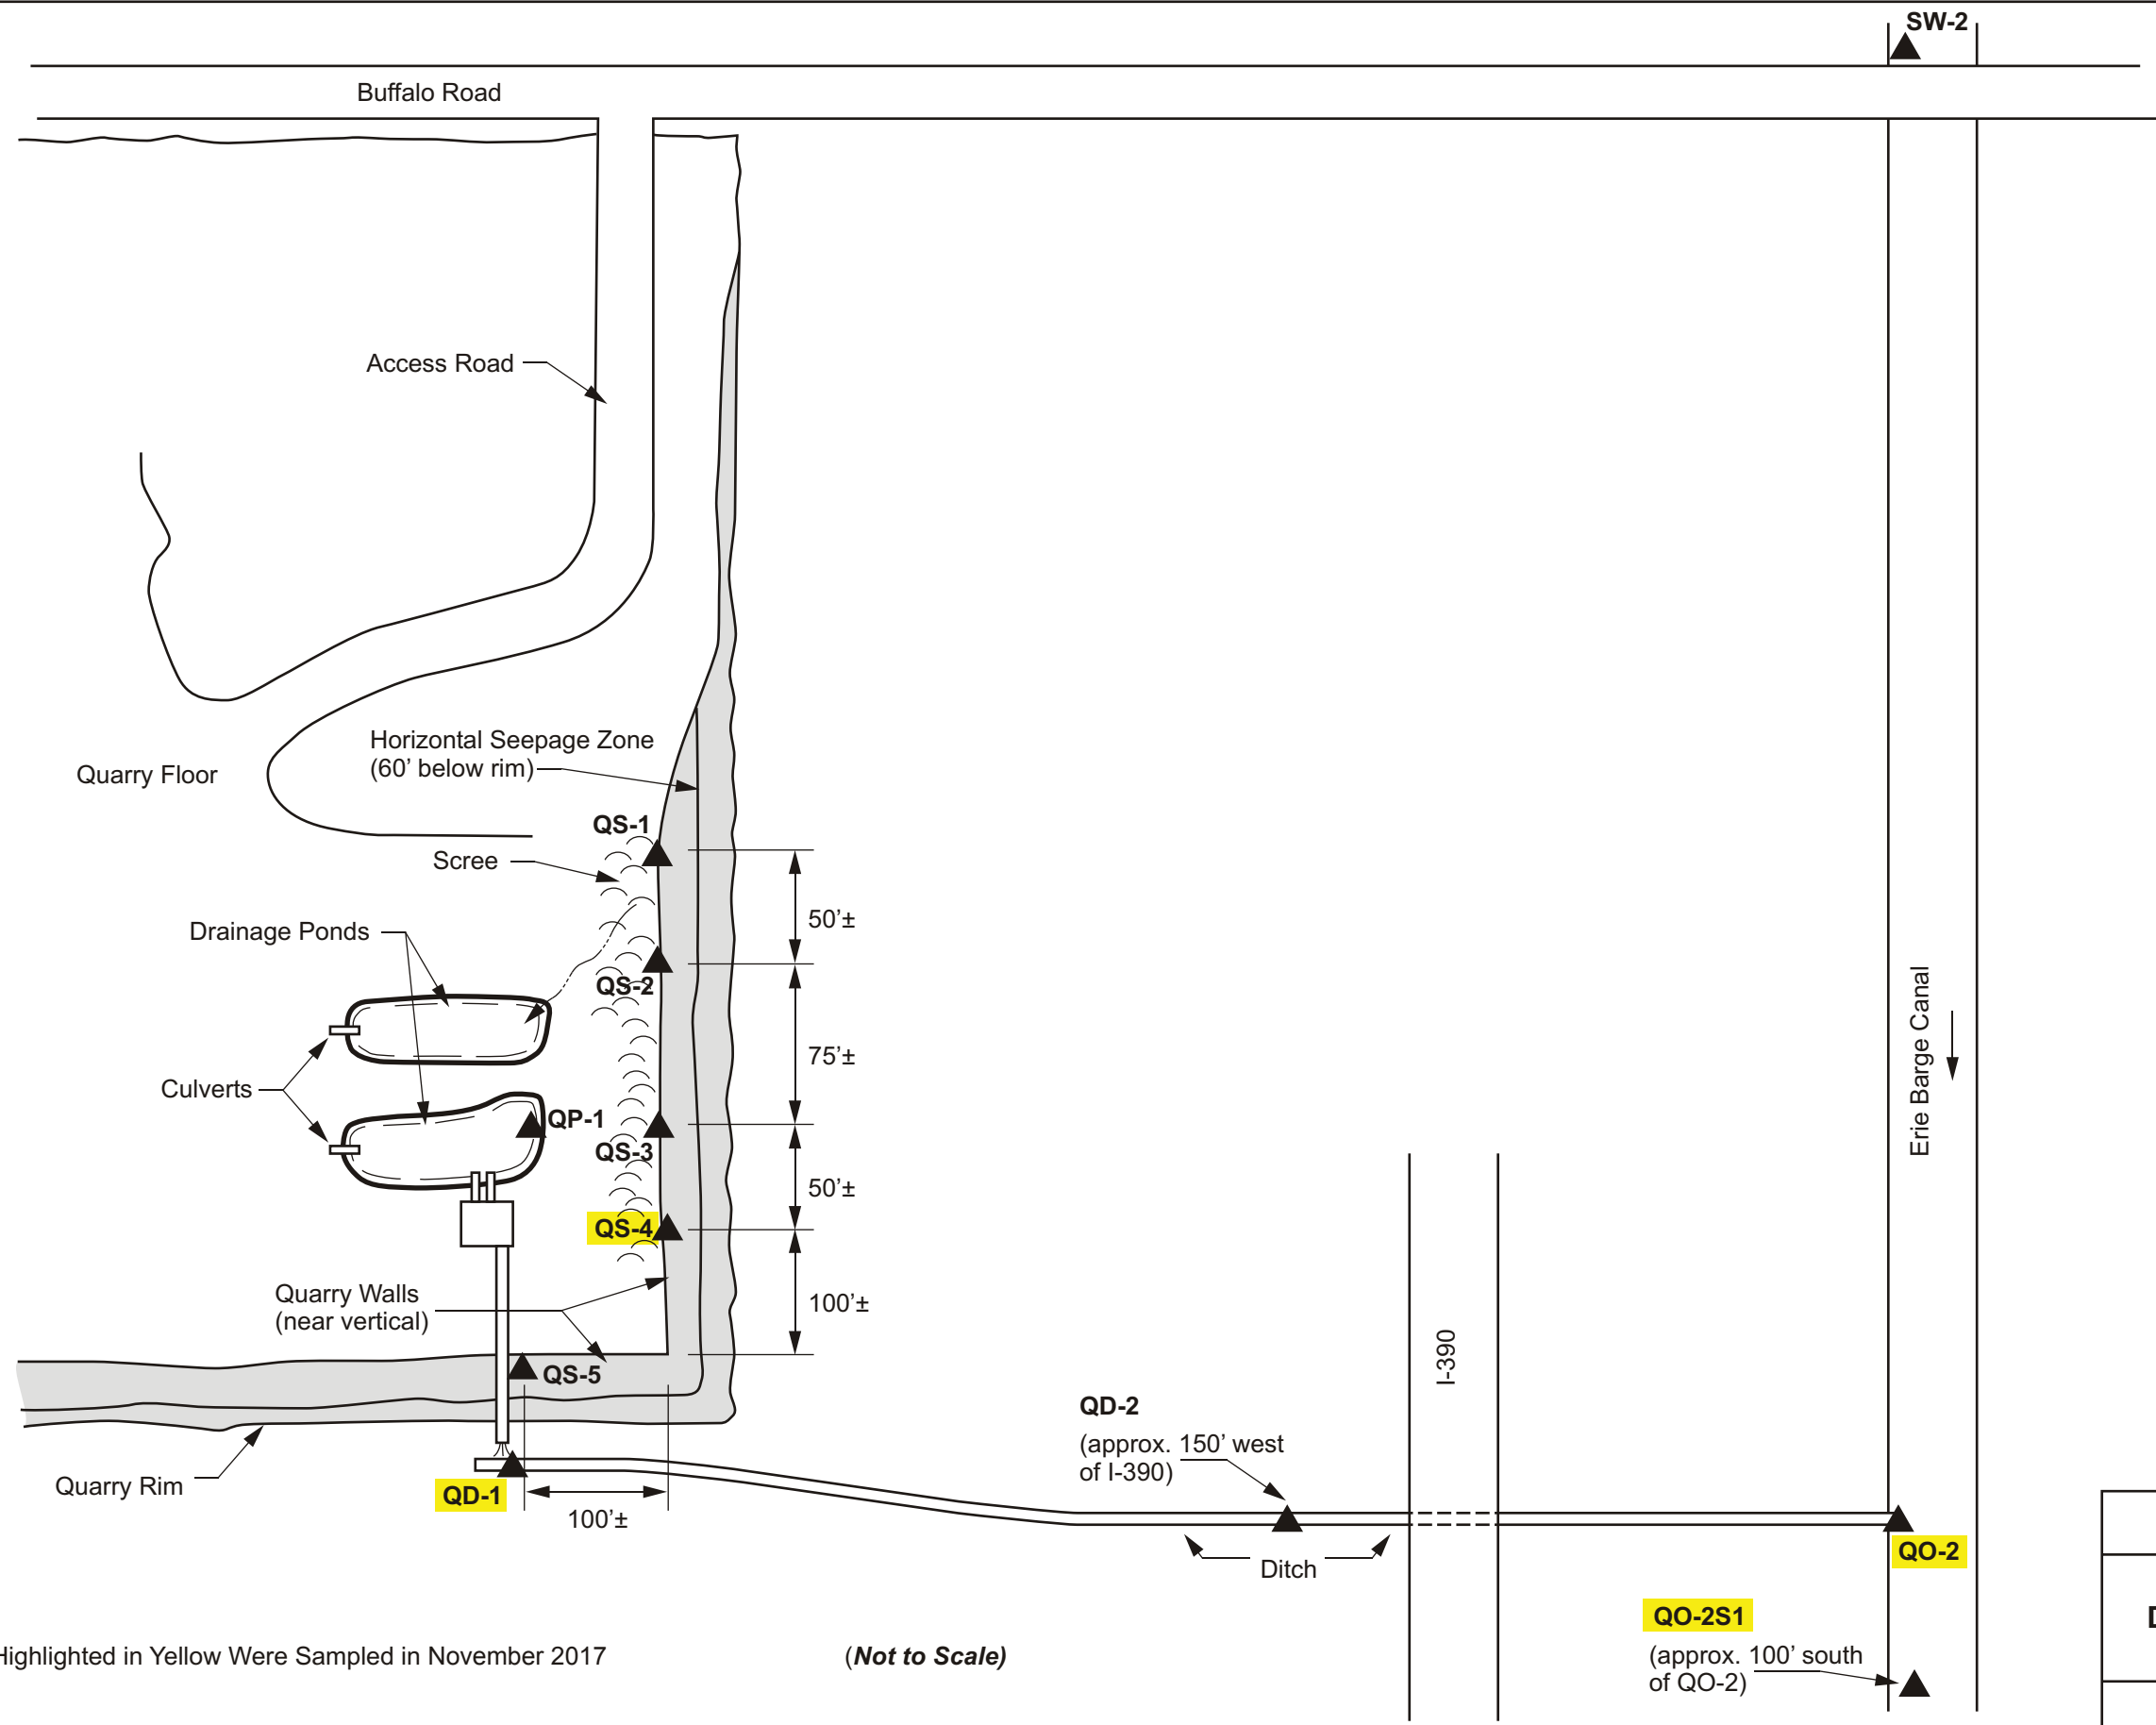 SW-2
Buffalo Road
Access Road
Horizontal Seepage Zone
(60’ below rim)
Quarry Floor
QS-1
Scree
50’±
Drainage Ponds
QS-2
75’±
Erie Barge Canal
Culverts
QP-1
QS-3
50’±
QS-4
Quarry Walls
(near vertical)
100’±
I-390
QS-5
QD-2
(approx. 150’ west
of I-390)
Quarry Rim
QD-1
100’±
Ditch
QO-2
QO-2S1
(approx. 100’ south
of QO-2)
Highlighted in Yellow Were Sampled in November 2017
(Not to Scale)